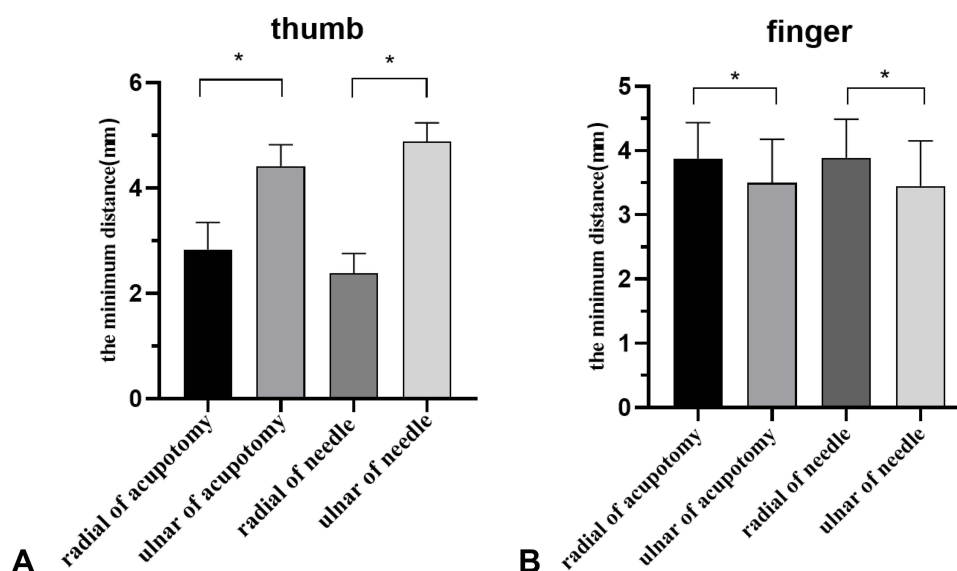 thumb
*
*
the minimum distance(mm)
6
4
2
0
radial of acupotomy
ulnar of acupotomy
radial of needle
ulnar of needle
A
finger
*
*
the minimum distance(mm)
5
4
3
2
1
0
radial of acupotomy
ulnar of acupotomy
radial of needle
ulnar of needle
B